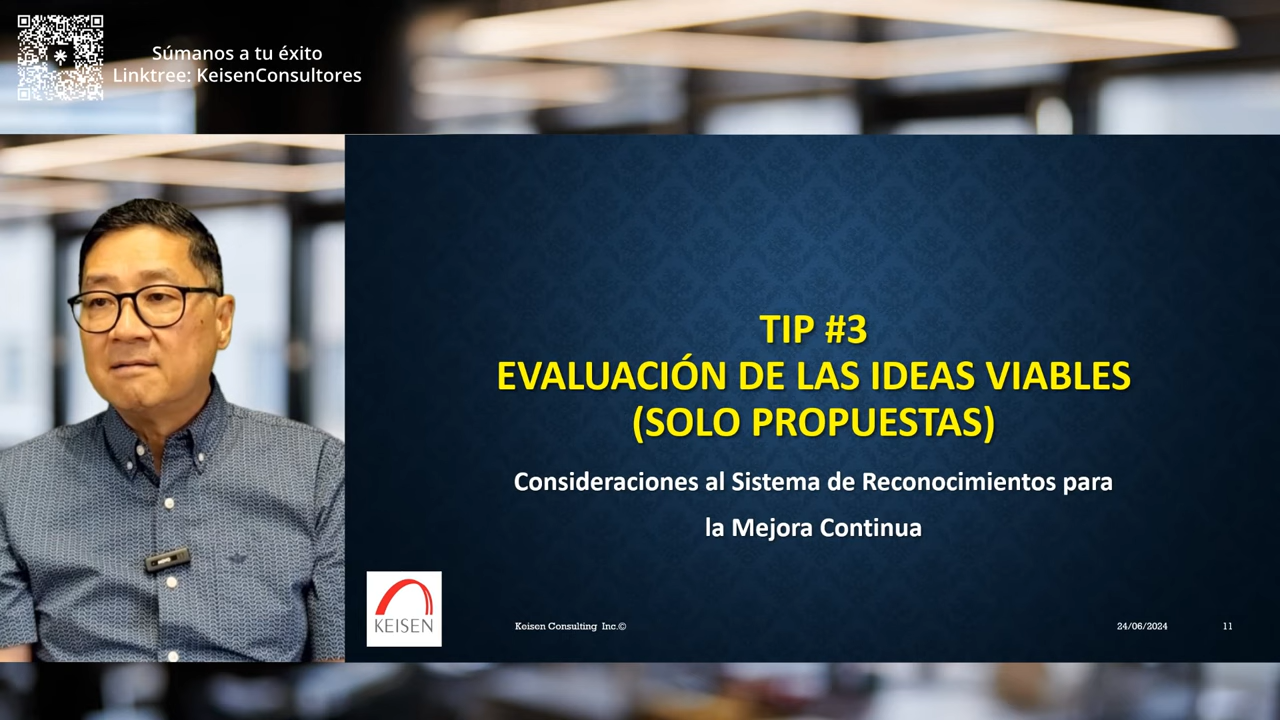 Súmanos a tu éxito
Linktree: KeisenConsultores
TIP #3
EVALUACIÓN DE LAS IDEAS VIABLES
(SOLO PROPUESTAS)
Consideraciones al Sistema de Reconocimientos para
la Mejora Continua
KEISEN
Keisen Consulting Inc.©
24/06/2024
11